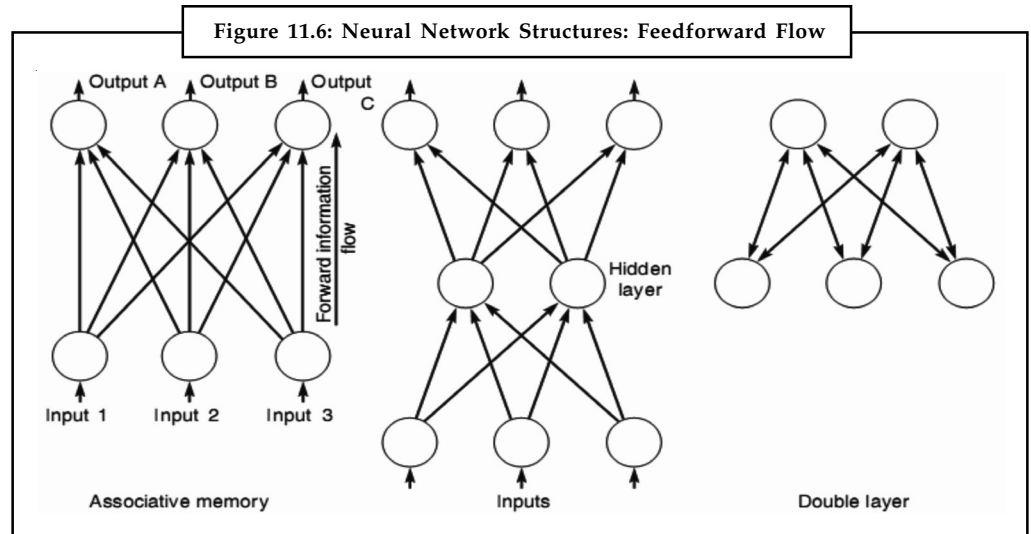 Figure 11.6: Neural Network Structures: Feedforward Flow
Output A
Output B
Output
C
Forward information
flow
Hidden
layer
Input 1
Input 2
Input 3
Associative memory
Inputs
Double layer